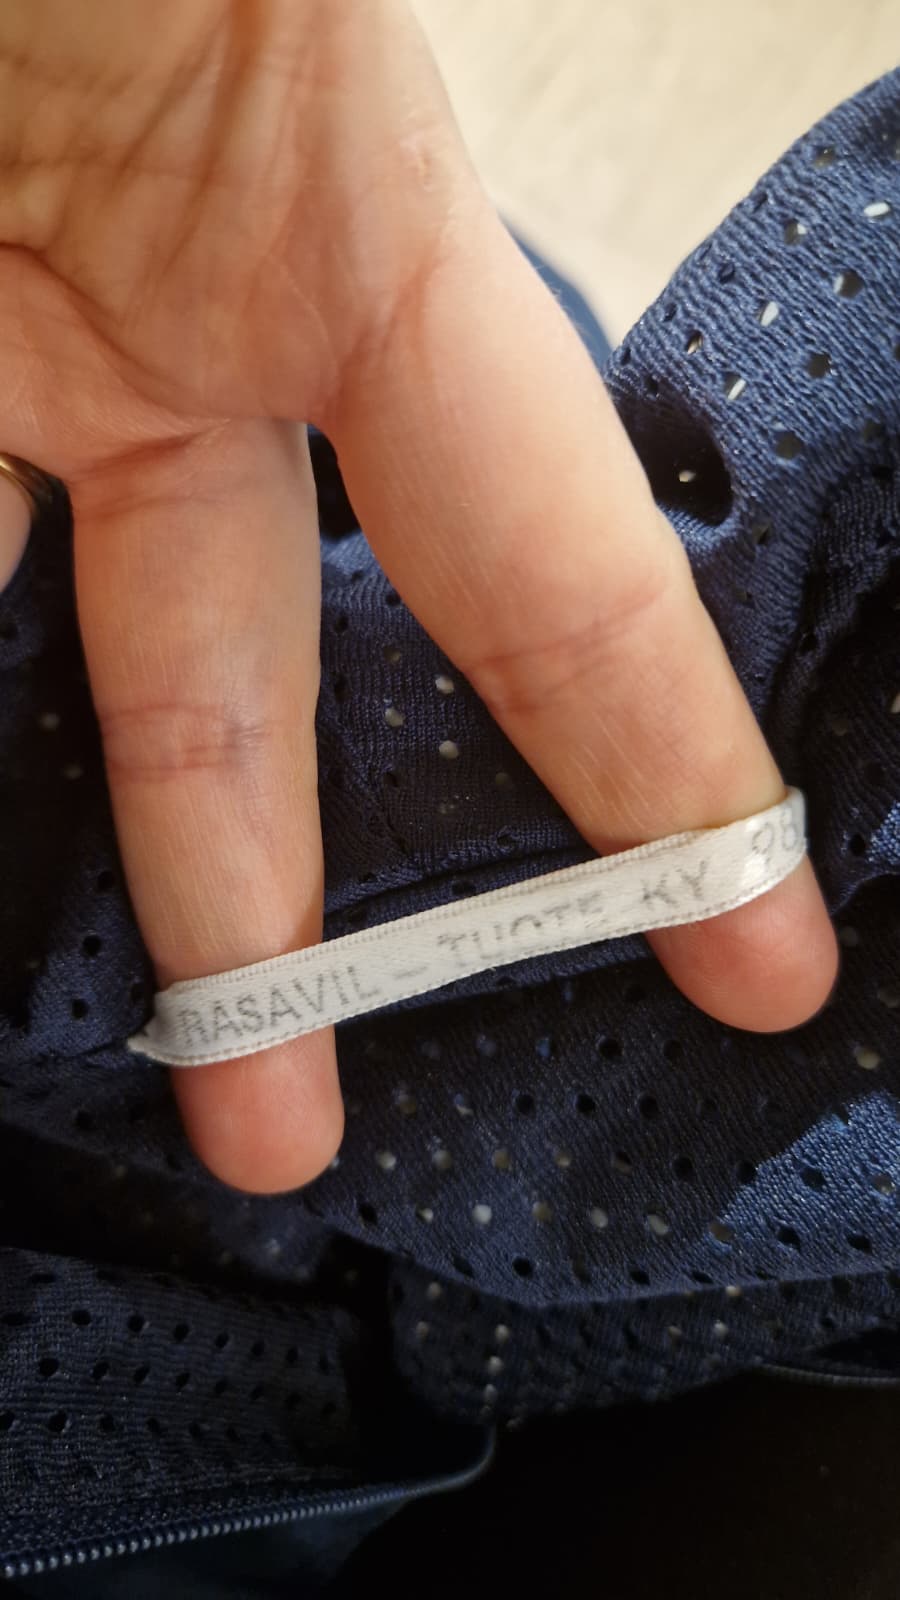 RASAVIL - TUOTE KY 98